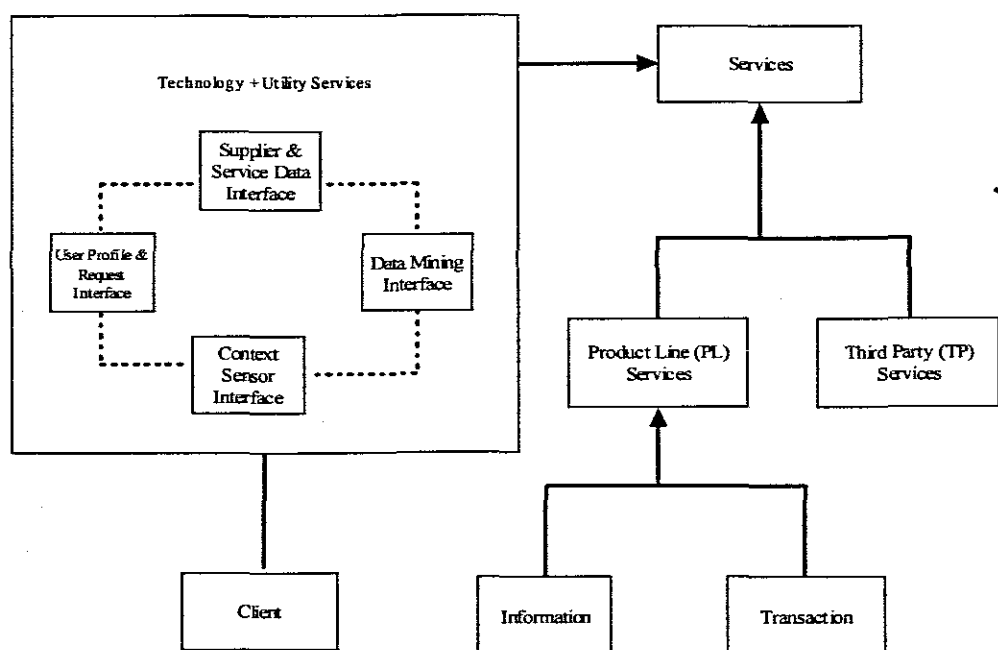 Technology + Utility Services
Services
Supplier &
Service Data
Interface
User Profile &
Request
Interface
Data Mining
Interface
Context
Sensor
Interface
Product Line (PL)
Services
Third Party (TP)
Services
Client
Information
Transaction